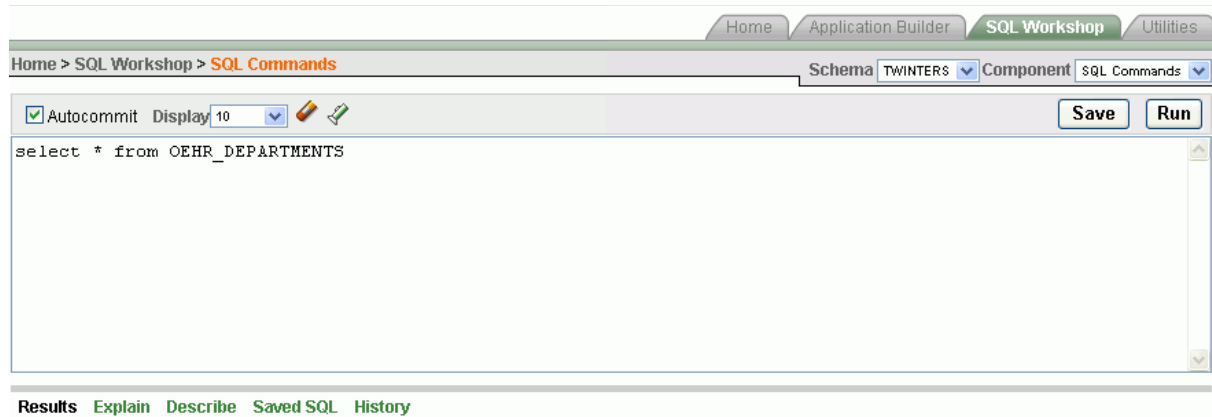 Home Application Builder SQL Workshop Utilities
Home > SQL Workshop > SQL Commands
Schema TWINTERS Component SQL Commands
Autocommit Display 10 Save Run
select * from OEHR_DEPARTMENTS
Results Explain Describe Saved SQL History